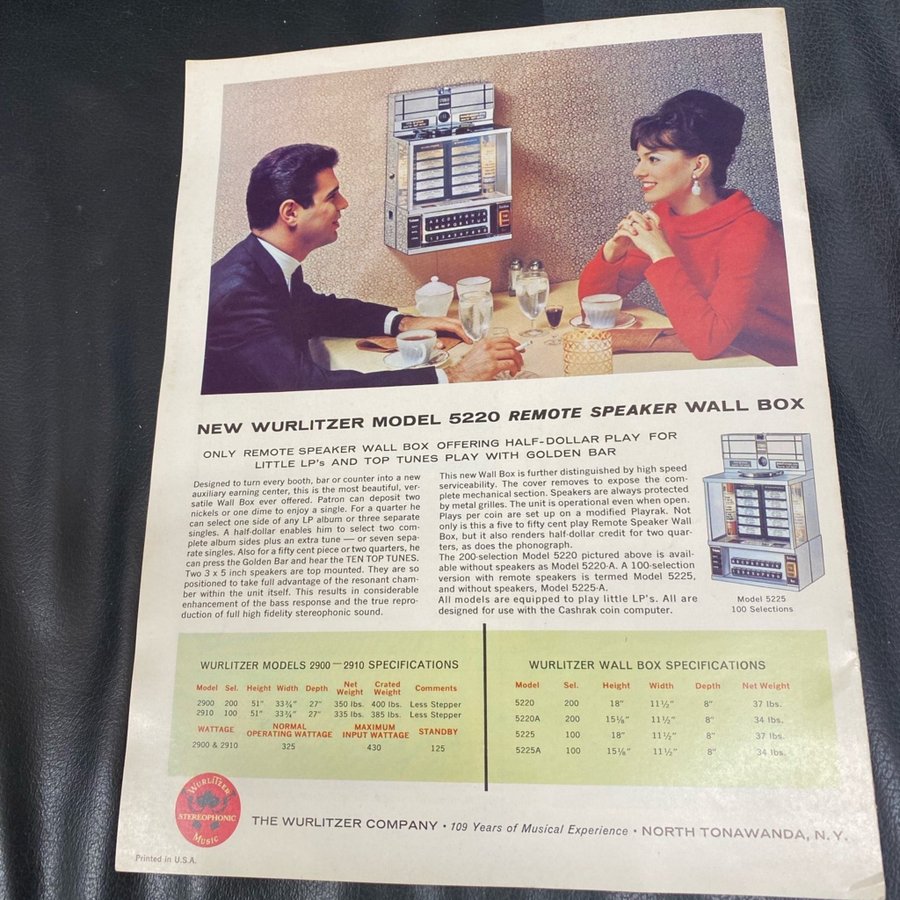 NEW WURLITZER MODEL 5220 REMOTE SPEAKER WALL BOX
ONLY REMOTE SPEAKER WALL BOX OFFERING HALF-DOLLAR PLAY FOR
LITTLE LP's AND TOP TUNES PLAY WITH GOLDEN BAR
Designed to turn every booth, bar or counter into a new
auxiliary earning center, this is the most beautiful, ver-
satile Wall Box ever offered. Patron can deposit two
nickels or one dime to enjoy a single. For a quarter he
can select one side of any LP album or three separate
singles. A half-dollar enables him to select two com-
plete album sides plus an extra tune — or seven sepa-
rate singles. Also for a fifty cent piece or two quarters, he
can press the Golden Bar and hear the TEN TOP TUNES.
Two 3 x 5 inch speakers are top mounted. They are so
positioned to take full advantage of the resonant cham-
ber within the unit itself. This results in considerable
enhancement of the bass response and the true repro-
duction of full high fidelity stereophonic sound.
This new Wall Box is further distinguished by high speed
serviceability. The cover removes to expose the com-
plete mechanical section. Speakers are always protected
by metal grilles. The unit is operational even when open.
Plays per coin are set up on a modified Playrak. Not
only is this a five to fifty cent play Remote Speaker Wall
Box, but it also renders half-dollar credit for two quar-
ters, as does the phonograph.
The 200-selection Model 5220 pictured above is avail-
able without speakers as Model 5220-A. A 100-selection
version with remote speakers is termed Model 5225,
and without speakers, Model 5225-A.
All models are equipped to play little LP's. All are
designed for use with the Cashrak coin computer.
Model 5225
100 Selections
WURLITZER MODELS 2900 — 2910 SPECIFICATIONS
Model Sel. Height Width Depth Net Weight Crated Weight Comments
2900 200 51" 33¾" 27" 350 lbs. 400 lbs. Less Stepper
2910 100 51" 33¾" 27" 335 lbs. 385 lbs. Less Stepper
WATTAGE NORMAL OPERATING WATTAGE MAXIMUM INPUT WATTAGE STANDBY
2900 & 2910 325 430 125
WURLITZER WALL BOX SPECIFICATIONS
Model Sel. Height Width Depth Net Weight
5220 200 18" 11½" 8" 37 lbs.
5220A 200 15⅛" 11½" 8" 34 lbs.
5225 100 18" 11½" 8" 37 lbs.
5225A 100 15⅛" 11½" 8" 34 lbs.
WURLITZER
STEREOPHONIC
MUSIC
THE WURLITZER COMPANY • 109 Years of Musical Experience • NORTH TONAWANDA, N. Y.
Printed in U.S.A.